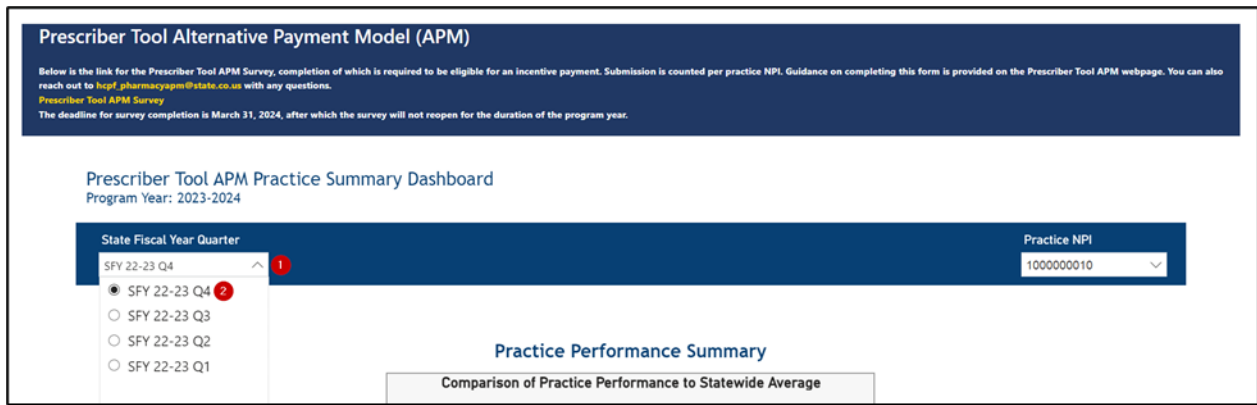 Prescriber Tool Alternative Payment Model (APM)
Below is the link for the Prescriber Tool APM Survey, completion of which is required to be eligible for an incentive payment. Submission is counted per practice NPI. Guidance on completing this form is provided on the Prescriber Tool APM webpage. You can also
reach out to hcpf_pharmacyapm@state.co.us with any questions.
Prescriber Tool APM Survey
The deadline for survey completion is March 31, 2024, after which the survey will not reopen for the duration of the program year.
Prescriber Tool APM Practice Summary Dashboard
Program Year: 2023-2024
State Fiscal Year Quarter
Practice NPI
SFY 22-23 Q4 1
1000000010
SFY 22-23 Q4 2
SFY 22-23 Q3
SFY 22-23 Q2
SFY 22-23 Q1
Practice Performance Summary
Comparison of Practice Performance to Statewide Average